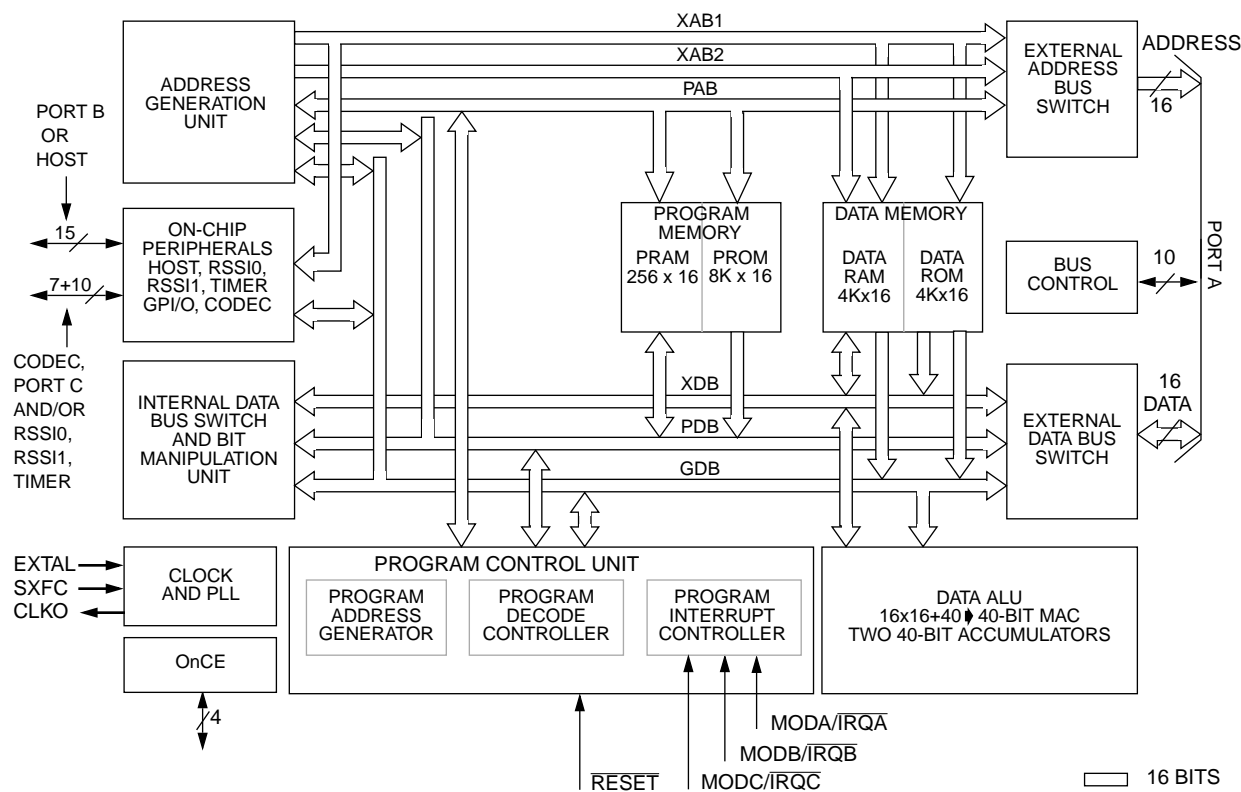 XAB1
XAB2
PAB
ADDRESS
GENERATION
UNIT
EXTERNAL
ADDRESS
BUS
SWITCH
ADDRESS
16
PORT B
OR
HOST
15
7+10
ON-CHIP
PERIPHERALS
HOST, RSSI0,
RSSI1, TIMER
GPI/O, CODEC
PROGRAM
MEMORY
PRAM
256 x 16
PROM
8K x 16
DATA MEMORY
DATA
RAM
4Kx16
DATA
ROM
4Kx16
BUS
CONTROL
10
PORT A
CODEC,
PORT C
AND/OR
RSSI0,
RSSI1,
TIMER
INTERNAL DATA
BUS SWITCH
AND BIT
MANIPULATION
UNIT
XDB
PDB
GDB
EXTERNAL
DATA BUS
SWITCH
16
DATA
EXTAL
SXFC
CLKO
CLOCK
AND PLL
OnCE
4
PROGRAM CONTROL UNIT
PROGRAM
ADDRESS
GENERATOR
PROGRAM
DECODE
CONTROLLER
PROGRAM
INTERRUPT
CONTROLLER
DATA ALU
16x16+40 ➧ 40-BIT MAC
TWO 40-BIT ACCUMULATORS
MODA/IRQA
MODB/IRQB
MODC/IRQC
RESET
16 BITS